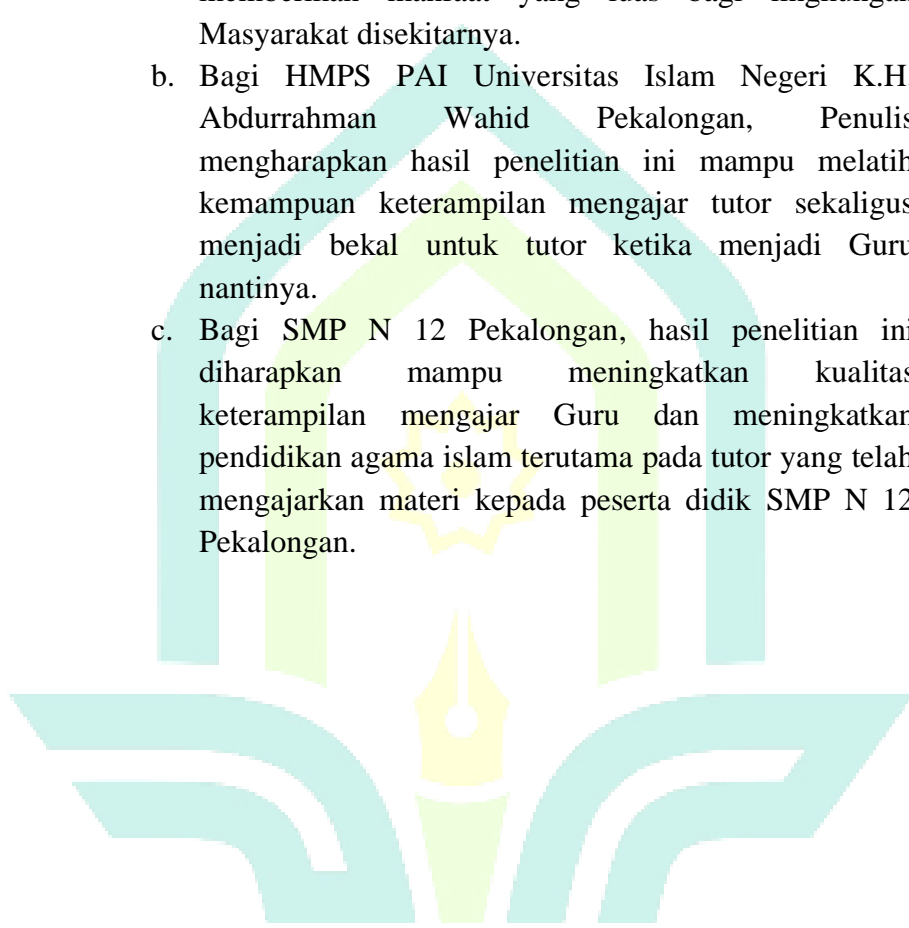 Masyarakat disekitarnya.
b. Bagi HMPS PAI Universitas Islam Negeri K.H.
Abdurrahman Wahid Pekalongan, Penulis
mengharapkan hasil penelitian ini mampu melatih
kemampuan keterampilan mengajar tutor sekaligus
menjadi bekal untuk tutor ketika menjadi Guru
nantinya.
c. Bagi SMP N 12 Pekalongan, hasil penelitian ini
diharapkan mampu meningkatkan kualitas
keterampilan mengajar Guru dan meningkatkan
pendidikan agama islam terutama pada tutor yang telah
mengajarkan materi kepada peserta didik SMP N 12
Pekalongan.